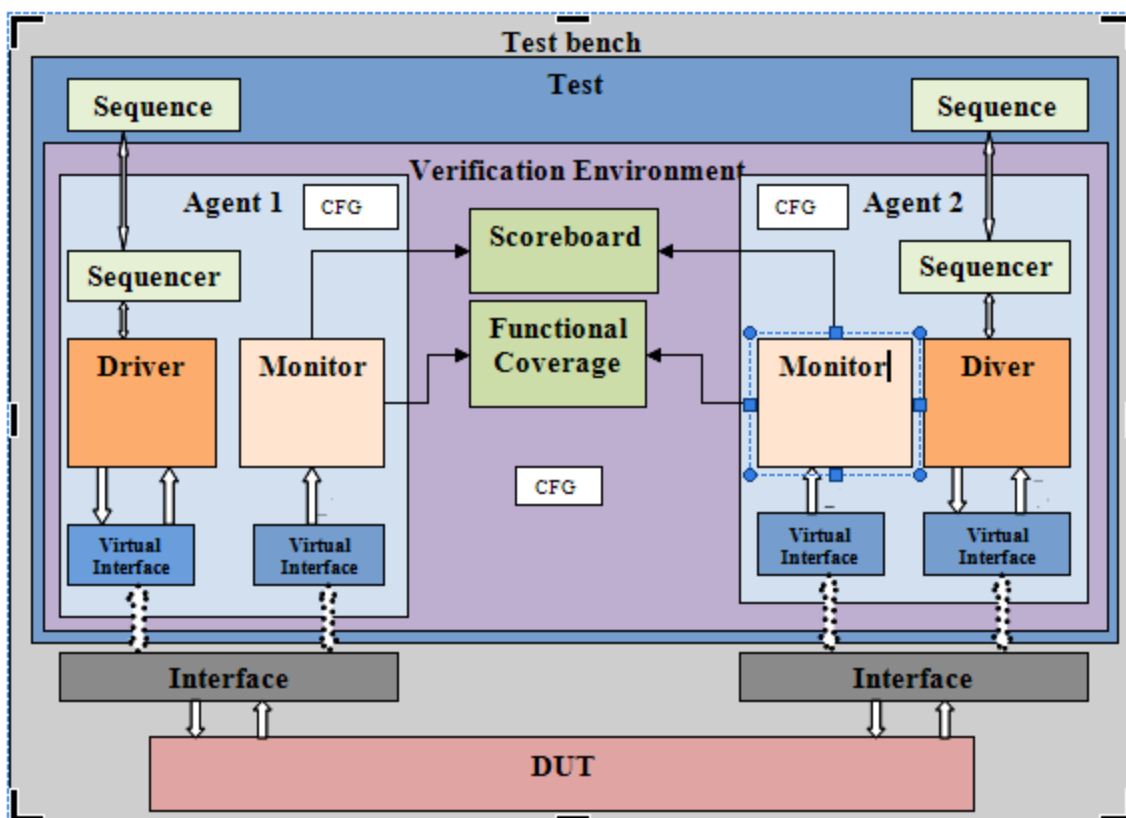 Test bench
Test
Sequence
Sequence
Verification Environment
Agent 1
CFG
CFG
Agent 2
Scoreboard
Sequencer
Sequencer
Functional
Coverage
Driver
Monitor
Monitor
Diver
CFG
Virtual
Interface
Virtual
Interface
Virtual
Interface
Virtual
Interface
Interface
Interface
DUT